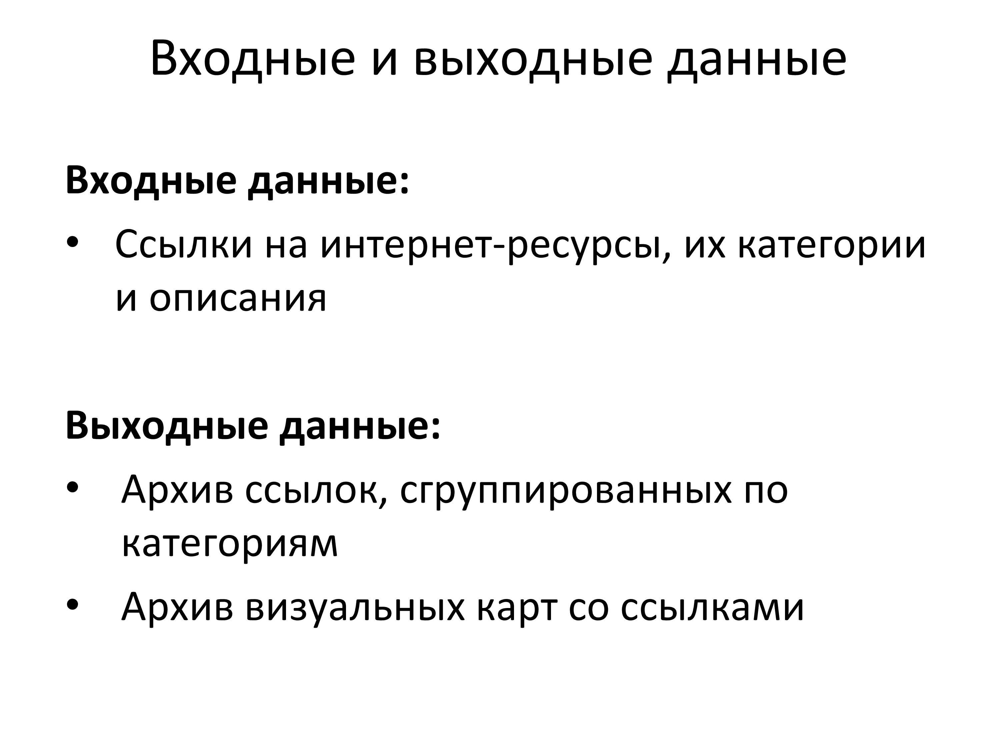 Входные и выходные данные
Входные данные:
• Ссылки на интернет-ресурсы, их категории
и описания
Выходные данные:
• Архив ссылок, сгруппированных по
категориям
• Архив визуальных карт со ссылками